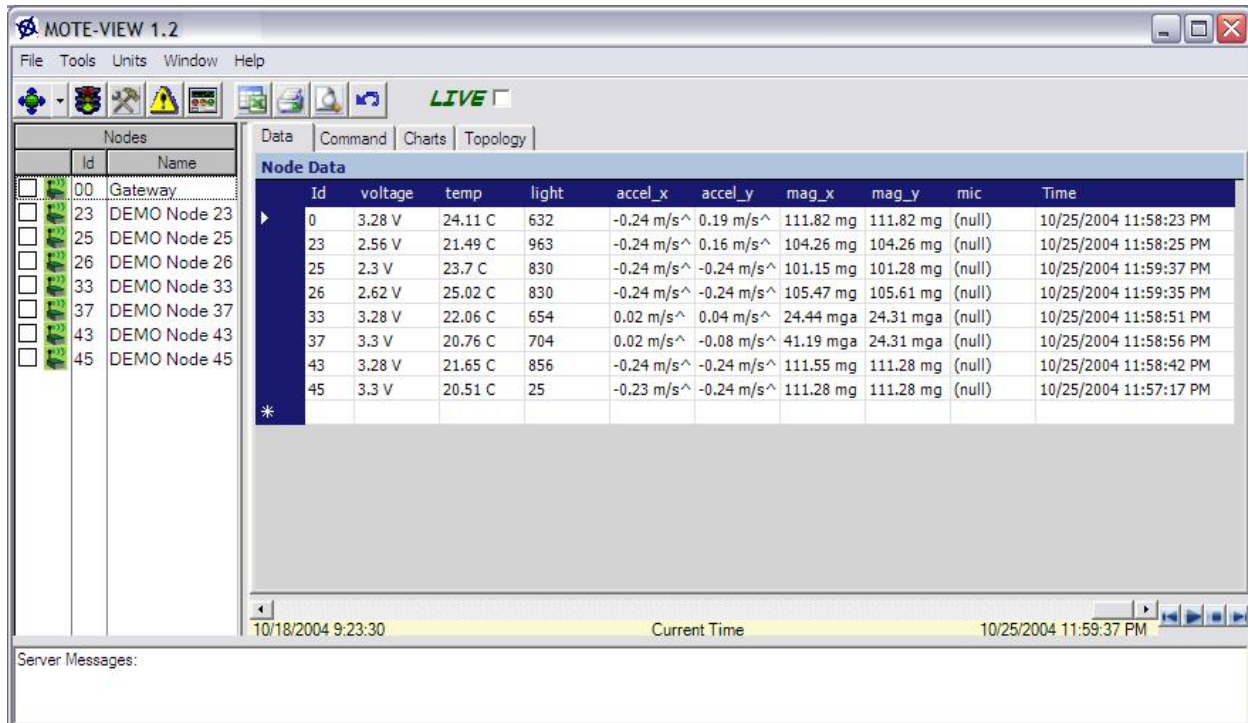 MOTE-VIEW 1.2
File Tools Units Window Help
LIVE
Nodes
Id Name
00 Gateway
23 DEMO Node 23
25 DEMO Node 25
26 DEMO Node 26
33 DEMO Node 33
37 DEMO Node 37
43 DEMO Node 43
45 DEMO Node 45
Data Command Charts Topology
Node Data
Id voltage temp light accel_x accel_y mag_x mag_y mic Time
0 3.28 V 24.11 C 632 -0.24 m/s^ 0.19 m/s^ 111.82 mg 111.82 mg (null) 10/25/2004 11:58:23 PM
23 2.56 V 21.49 C 963 -0.24 m/s^ 0.16 m/s^ 104.26 mg 104.26 mg (null) 10/25/2004 11:58:25 PM
25 2.3 V 23.7 C 830 -0.24 m/s^ -0.24 m/s^ 101.15 mg 101.28 mg (null) 10/25/2004 11:59:37 PM
26 2.62 V 25.02 C 830 -0.24 m/s^ -0.24 m/s^ 105.47 mg 105.61 mg (null) 10/25/2004 11:59:35 PM
33 3.28 V 22.06 C 654 0.02 m/s^ 0.04 m/s^ 24.44 mga 24.31 mga (null) 10/25/2004 11:58:51 PM
37 3.3 V 20.76 C 704 0.02 m/s^ -0.08 m/s^ 41.19 mga 24.31 mga (null) 10/25/2004 11:58:56 PM
43 3.28 V 21.65 C 856 -0.24 m/s^ -0.24 m/s^ 111.55 mg 111.28 mg (null) 10/25/2004 11:58:42 PM
45 3.3 V 20.51 C 25 -0.23 m/s^ -0.24 m/s^ 111.28 mg 111.28 mg (null) 10/25/2004 11:57:17 PM
*
10/18/2004 9:23:30 Current Time 10/25/2004 11:59:37 PM
Server Messages: